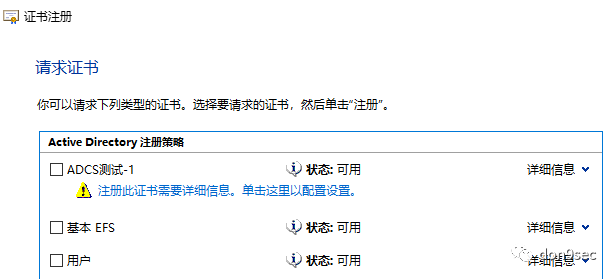 证书注册
请求证书
你可以请求下列类型的证书。选择要请求的证书，然后单击“注册”。
Active Directory 注册策略
ADCS测试-1 状态: 可用 详细信息
注册此证书需要详细信息。单击这里以配置设置。
基本 EFS 状态: 可用 详细信息
用户 状态: 可用 详细信息
don9sec